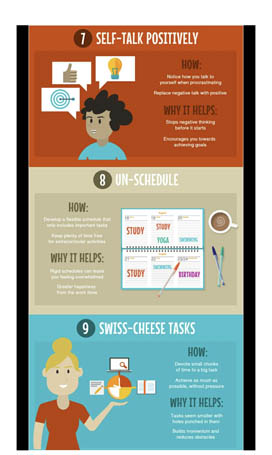 7 SELF-TALK POSITIVELY
HOW:
Notice how you talk to
yourself when procrastinating
Replace negative talk with positive
WHY IT HELPS:
Stops negative thinking
before it starts
Encourages you towards
achieving goals
8 UN-SCHEDULE
HOW:
Develop a flexible schedule that
only includes important tasks
Keep plenty of time free
for extracurricular activities
WHY IT HELPS:
Rigid schedules can leave
you feeling overwhelmed
Greater happiness
from the work done
STUDY
STUDY
YOGA
SWIMMING
STUDY
SWIMMING
BIRTHDAY
9 SWISS-CHEESE TASKS
HOW:
Devote small chunks
of time to a big task
Achieve as much as
possible, without pressure
WHY IT HELPS:
Tasks seem smaller with
holes punched in them
Builds momentum and
reduces obstacles